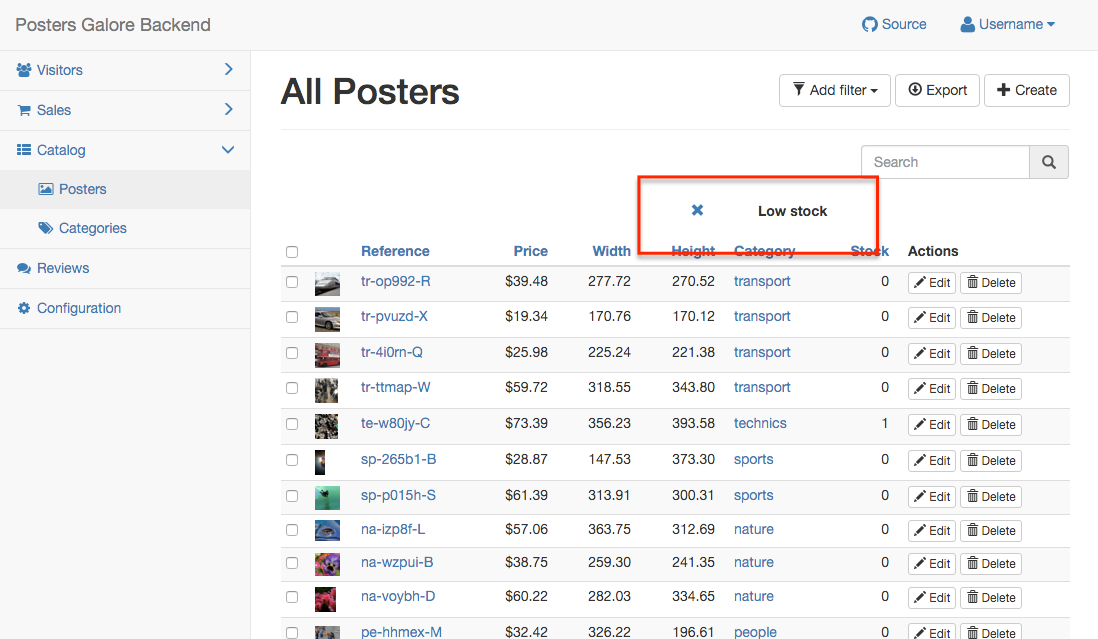 Posters Galore Backend
Source
Username
Visitors
Sales
Catalog
Posters
Categories
Reviews
Configuration
All Posters
Add filter
Export
Create
Search
Low stock
Reference Price Width Height Category Stock Actions
tr-op992-R $39.48 277.72 270.52 transport 0 Edit Delete
tr-pvuzd-X $19.34 170.76 170.12 transport 0 Edit Delete
tr-4i0rn-Q $25.98 225.24 221.38 transport 0 Edit Delete
tr-ttmap-W $59.72 318.55 343.80 transport 0 Edit Delete
te-w80jy-C $73.39 356.23 393.58 technics 1 Edit Delete
sp-265b1-B $28.87 147.53 373.30 sports 0 Edit Delete
sp-p015h-S $61.39 313.91 300.31 sports 0 Edit Delete
na-izp8f-L $57.06 363.75 312.69 nature 0 Edit Delete
na-wzpui-B $38.75 259.30 241.35 nature 0 Edit Delete
na-voybh-D $60.22 282.03 334.65 nature 0 Edit Delete
pe-hhmex-M $32.42 326.22 196.61 people 0 Edit Delete